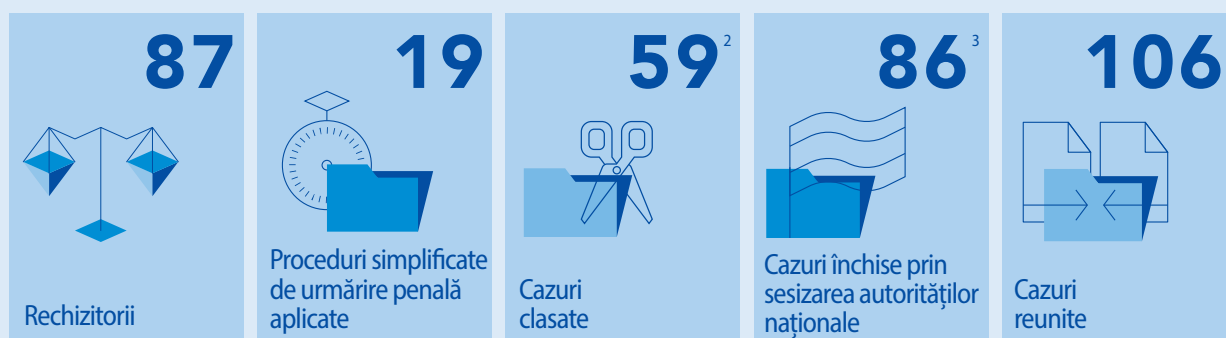 87
Rechizitorii
19
Proceduri simplificate
de urmărire penală
aplicate
59 2
Cazuri
clasate
86 3
Cazuri închise prin
sesizarea autorităților
naționale
106
Cazuri
reunite